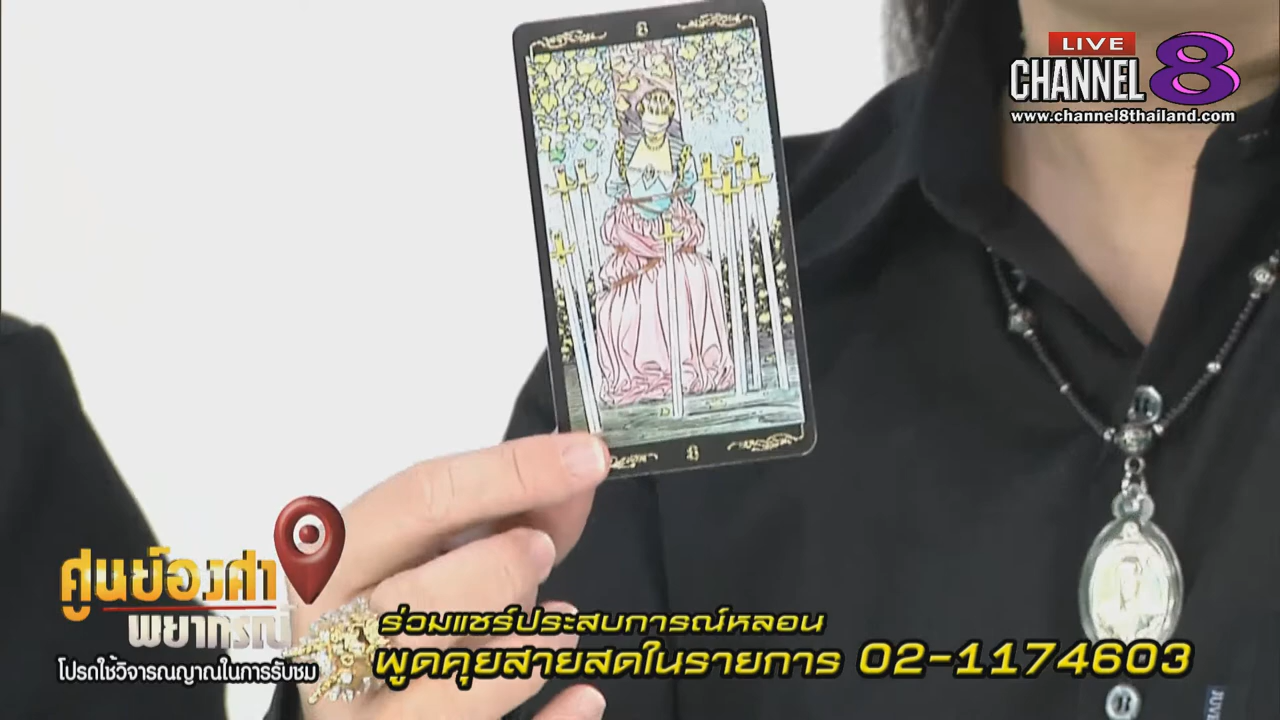 8
LIVE
CHANNEL 8
www.channel8thailand.com
8
ศูนย์องศา
พยากรณ์
โปรดใช้วิจารณญาณในการรับชม
ร่วมแชร์ประสบการณ์หลอน
พูดคุยสายสดในรายการ 02-1174603